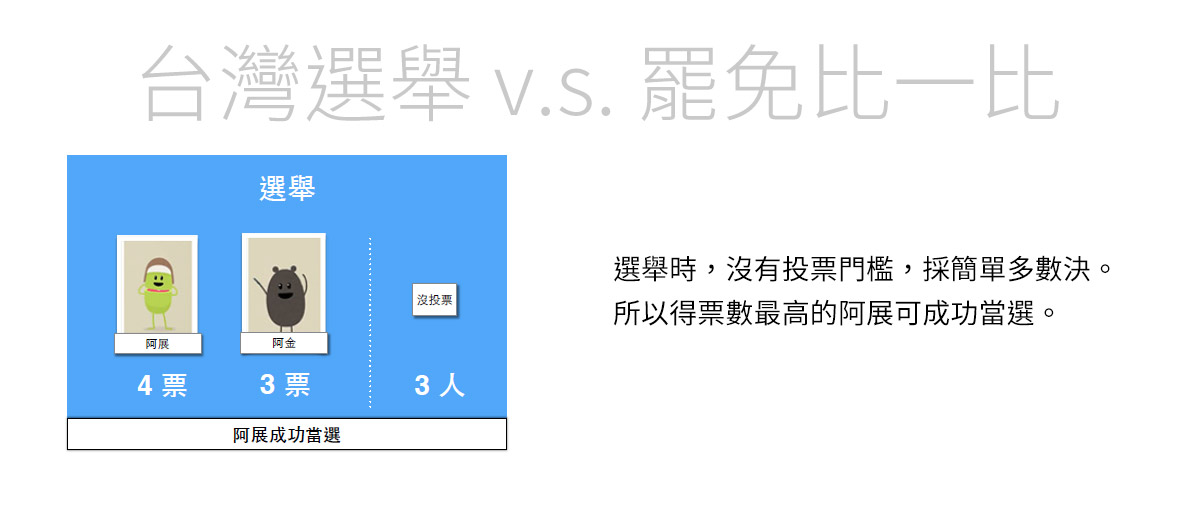 台灣選舉 v.s. 罷免比一比
選舉
阿展
阿金
沒投票
4 票
3 票
3 人
阿展成功當選
選舉時，沒有投票門檻，採簡單多數決。
所以得票數最高的阿展可成功當選。